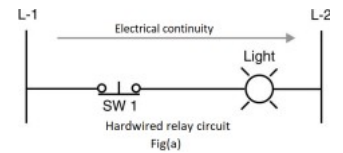 L-1
L-2
Electrical continuity
Light
SW 1
Hardwired relay circuit
Fig(a)